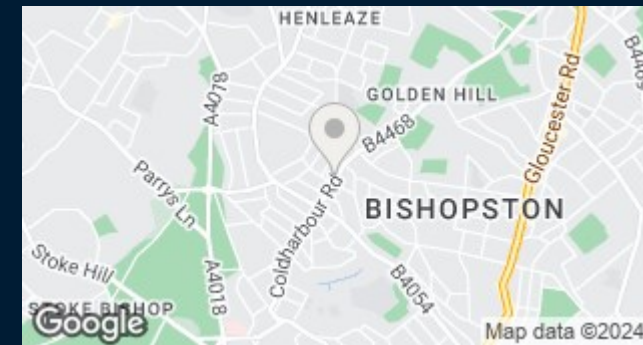 HENLEAZE
A4018
GOLDEN HILL
B4468
Gloucester Rd
B4469
Parrys Ln
Coldharbour Rd
BISHOPSTON
Stoke Hill
A4018
B4054
STOKE BISHOP
Google
Map data ©2024